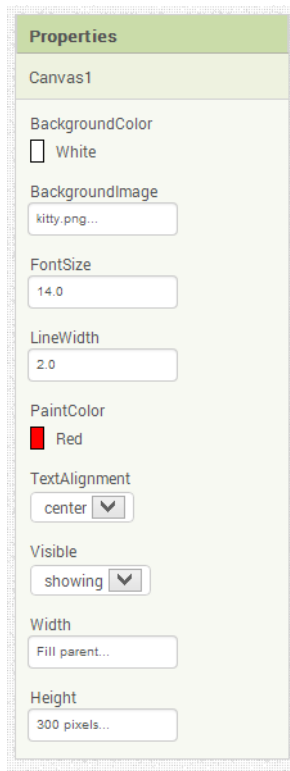 Properties
Canvas1
BackgroundColor
White
BackgroundImage
kitty.png...
FontSize
14.0
LineWidth
2.0
PaintColor
Red
TextAlignment
center
Visible
showing
Width
Fill parent...
Height
300 pixels...